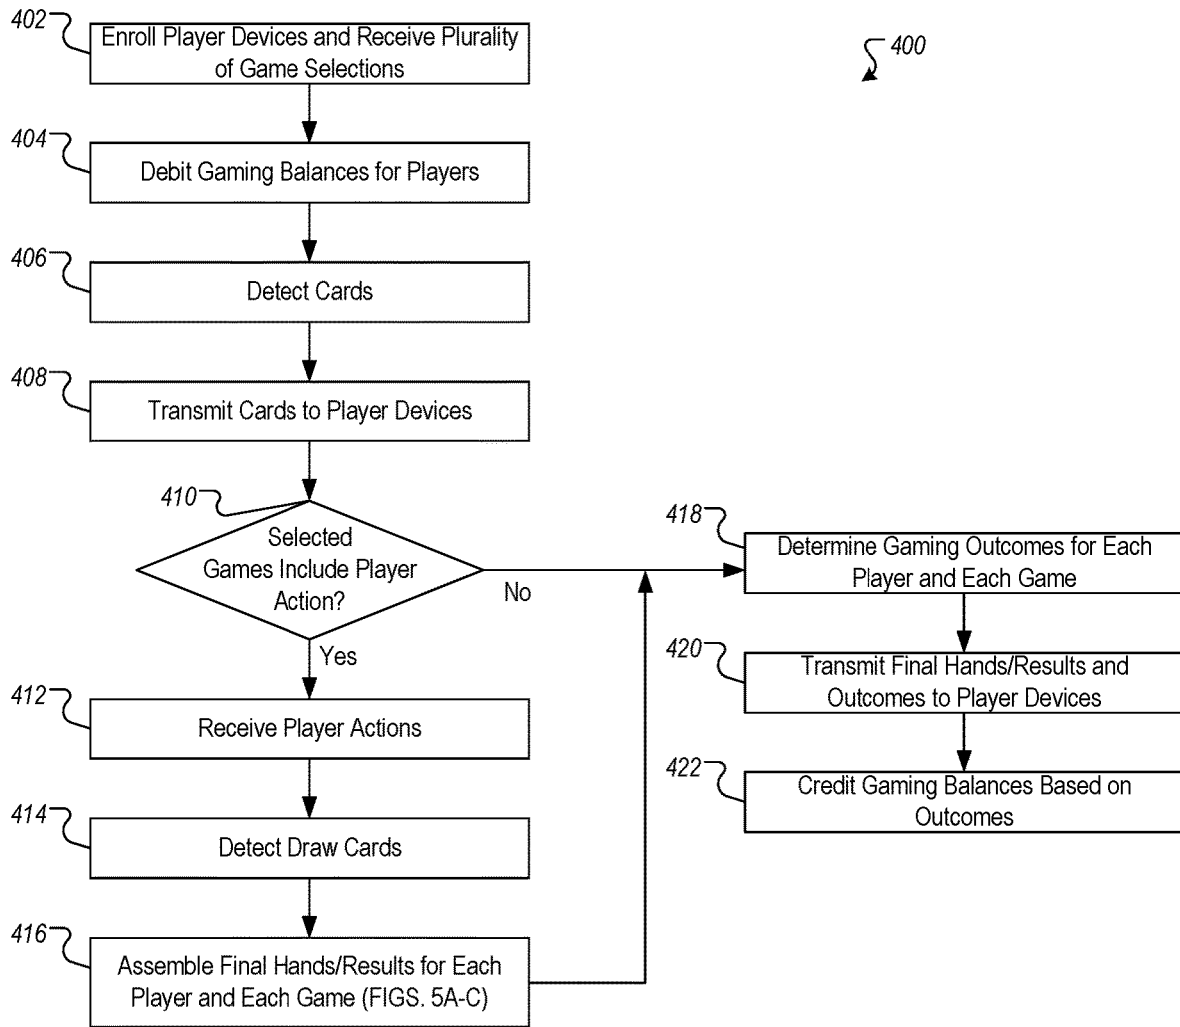 402
Enroll Player Devices and Receive Plurality
of Game Selections
400
404
Debit Gaming Balances for Players
406
Detect Cards
408
Transmit Cards to Player Devices
410
Selected
Games Include Player
Action?
No
Yes
412
Receive Player Actions
414
Detect Draw Cards
416
Assemble Final Hands/Results for Each
Player and Each Game (FIGS. 5A-C)
418
Determine Gaming Outcomes for Each
Player and Each Game
420
Transmit Final Hands/Results and
Outcomes to Player Devices
422
Credit Gaming Balances Based on
Outcomes